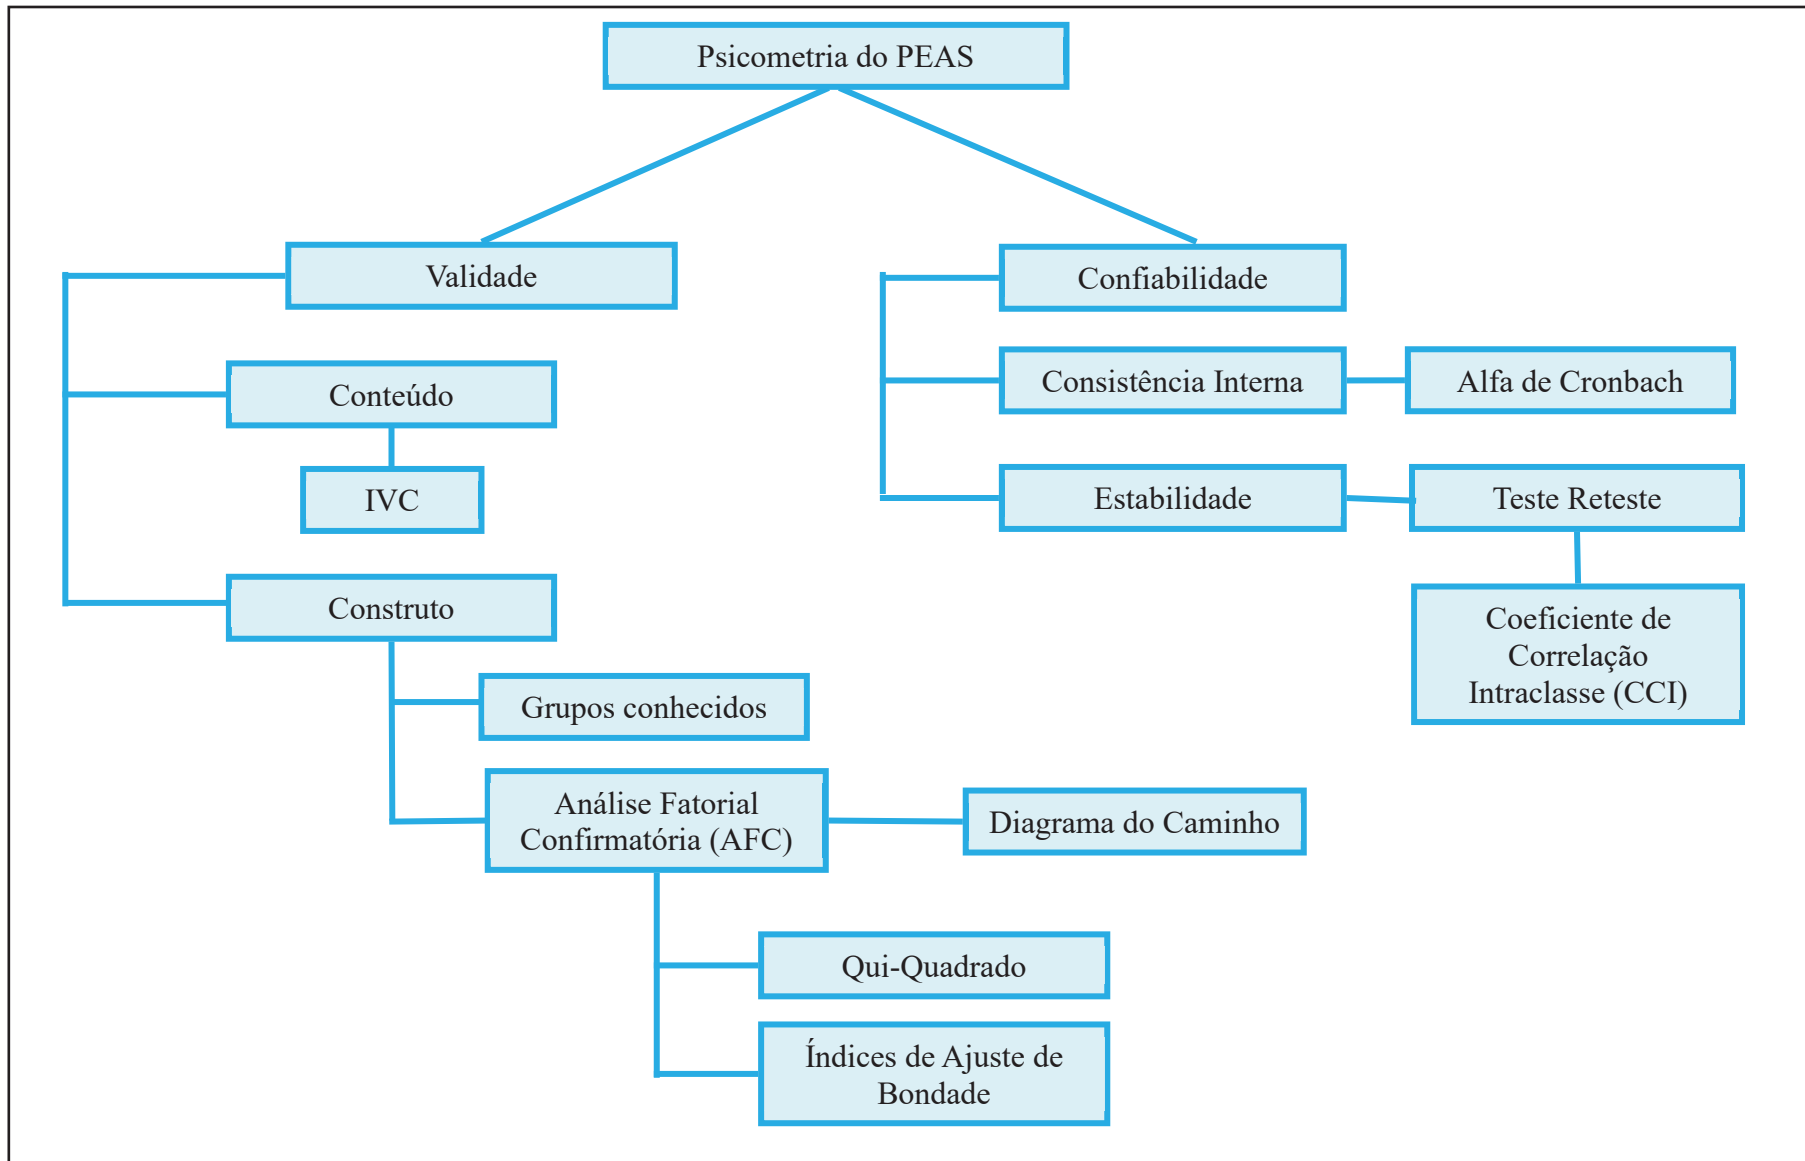 Psicometria do PEAS
Validade
Conteúdo
IVC
Construto
Grupos conhecidos
Análise Fatorial
Confirmatória (AFC)
Diagrama do Caminho
Qui-Quadrado
Índices de Ajuste de
Bondade
Confiabilidade
Consistência Interna
Alfa de Cronbach
Estabilidade
Teste Reteste
Coeficiente de
Correlação
Intraclasse (CCI)